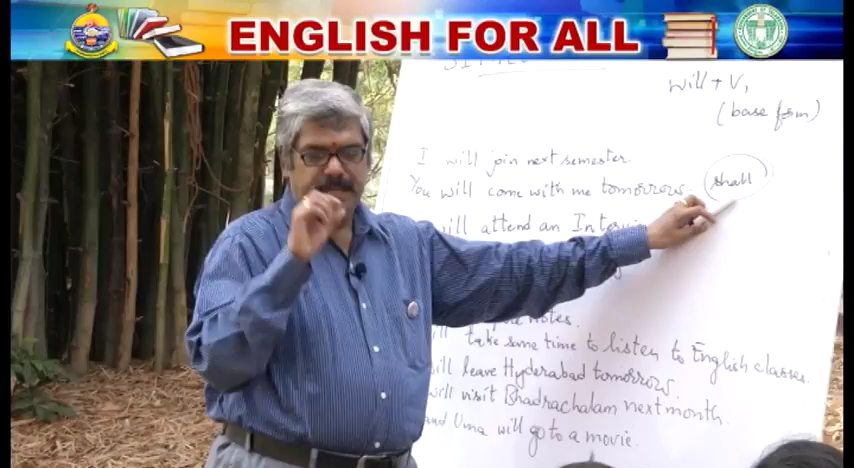 ENGLISH FOR ALL
will + V1
(base form)
I will join next semester
You will come with me tomorrow.
shall
will attend an
notes.
take some time to listen to English classes.
will leave Hyderabad tomorrow.
will visit Bhadrachalam next month.
and Uma will go to a movie.